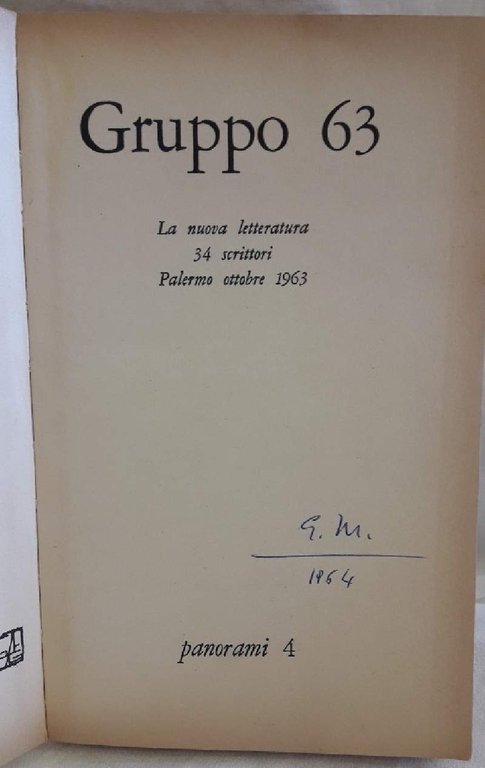 Gruppo 63
La nuova letteratura
34 scrittori
Palermo ottobre 1963
G. M.
1964
panorami 4